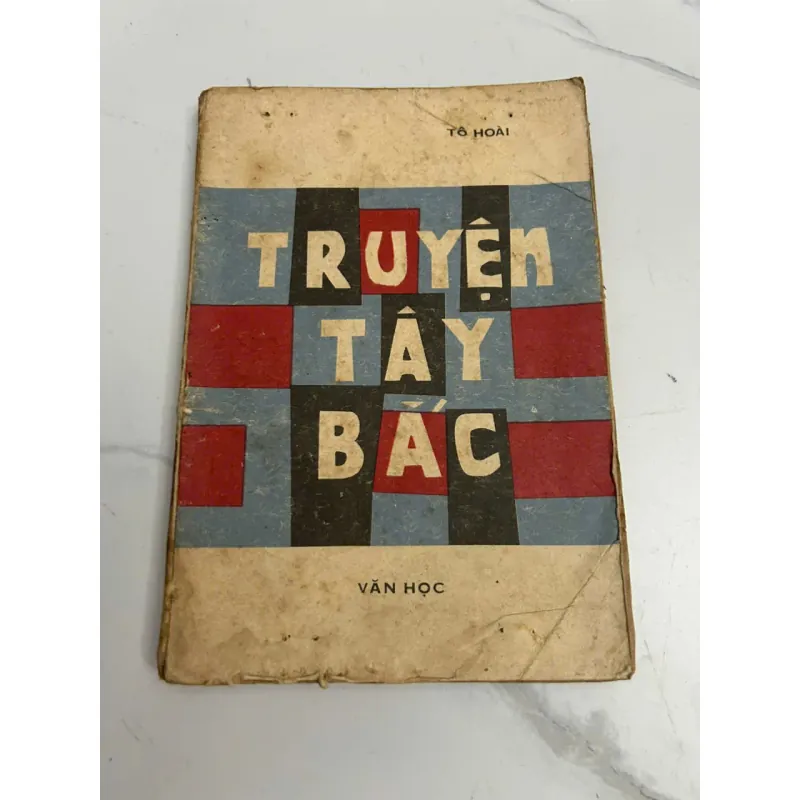 TÔ HOÀI
TRUYỆN
TÂY
BẮC
VĂN HỌC